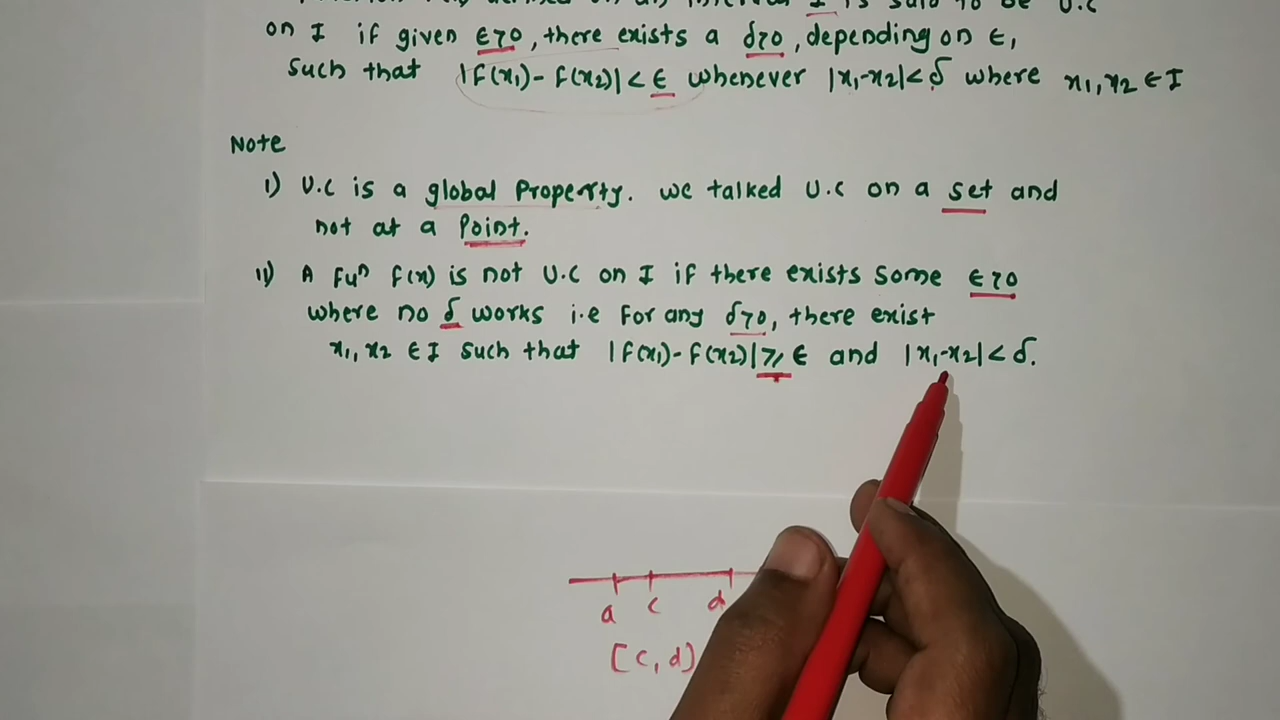 on I if given ϵ>0, there exists a δ>0, depending on ϵ,
such that |f(x₁)- f(x₂)|< ϵ whenever |x₁-x₂|<δ where x₁, x₂ ∈ I
Note
i) U.C is a global Property. we talked U.C on a set and
not at a Point.
ii) A Fuⁿ f(x) is not U.C on I if there exists some ϵ>0
where no δ works i.e for any δ>0, there exist
x₁, x₂ ∈ I such that |f(x₁)- f(x₂)| ≥ ϵ and |x₁-x₂|< δ.
a c d
[c, d]